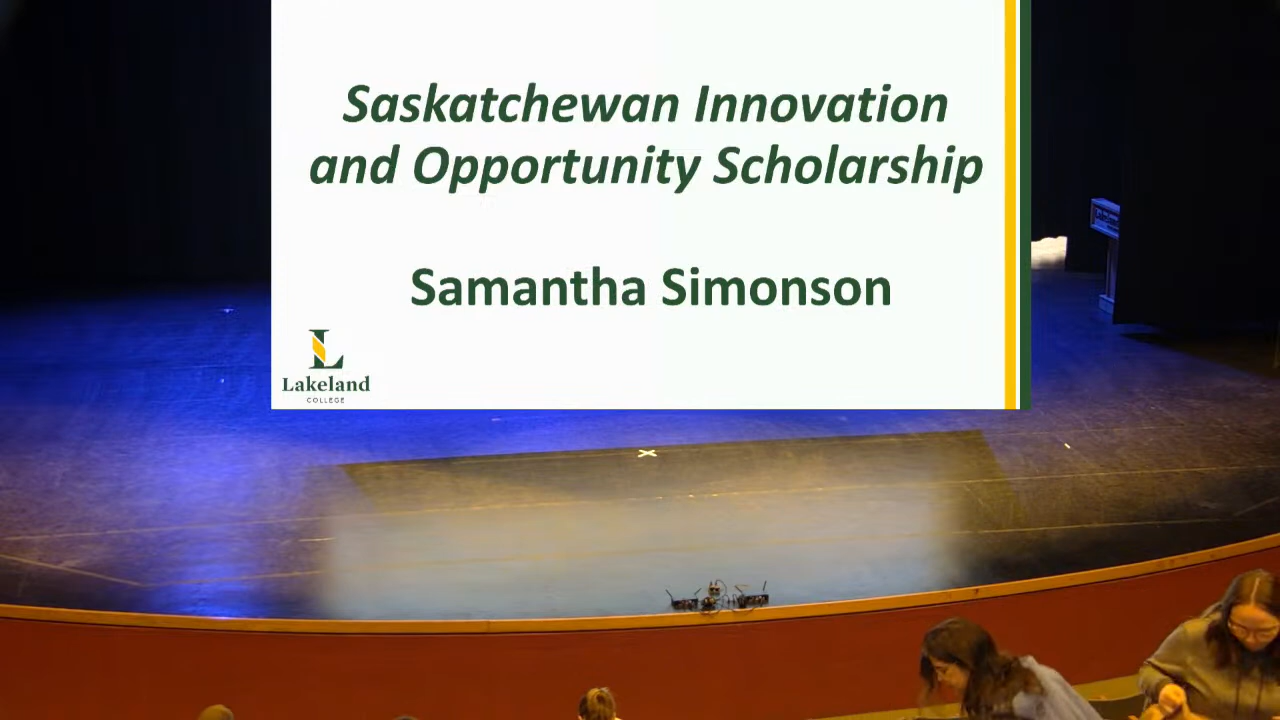 Saskatchewan Innovation
and Opportunity Scholarship
Samantha Simonson
Lakeland
COLLEGE